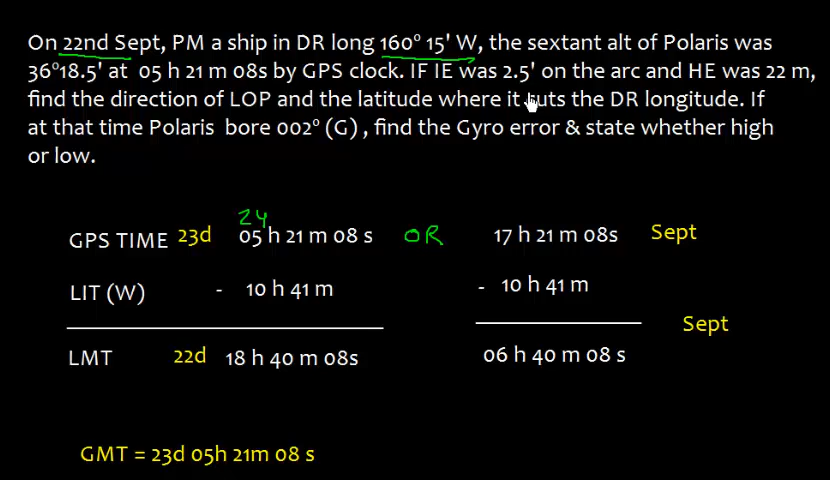 On 22nd Sept, PM a ship in DR long 160° 15' W, the sextant alt of Polaris was
36°18.5' at 05 h 21 m 08s by GPS clock. IF IE was 2.5' on the arc and HE was 22 m,
find the direction of LOP and the latitude where it cuts the DR longitude. If
at that time Polaris bore 002° (G) , find the Gyro error & state whether high
or low.
24
GPS TIME 23d 05 h 21 m 08 s OR 17 h 21 m 08s Sept
LIT (W) - 10 h 41 m - 10 h 41 m
Sept
LMT 22d 18 h 40 m 08s 06 h 40 m 08 s
GMT = 23d 05h 21m 08 s